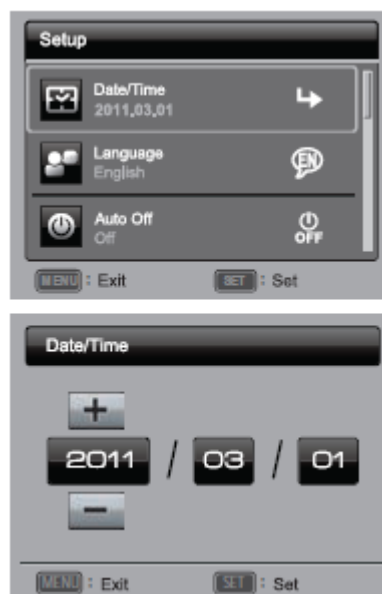 Setup
Date/Time
2011.03.01
Language
English
EN
Auto Off
Off
OFF
MENU : Exit SET : Set
Date/Time
+
2011 / 03 / 01
−
MENU : Exit SET : Set